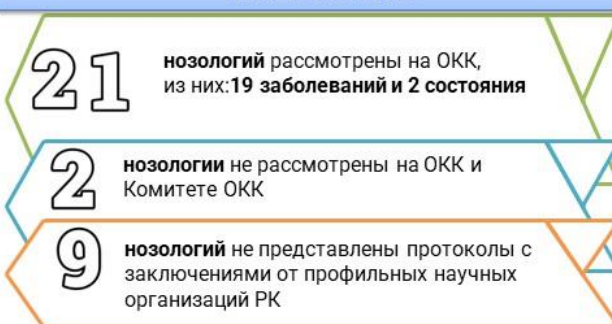 21
нозологий рассмотрены на ОКК,
из них:19 заболеваний и 2 состояния
2
нозологии не рассмотрены на ОКК и
Комитете ОКК
9
нозологий не представлены протоколы с
заключениями от профильных научных
организаций РК